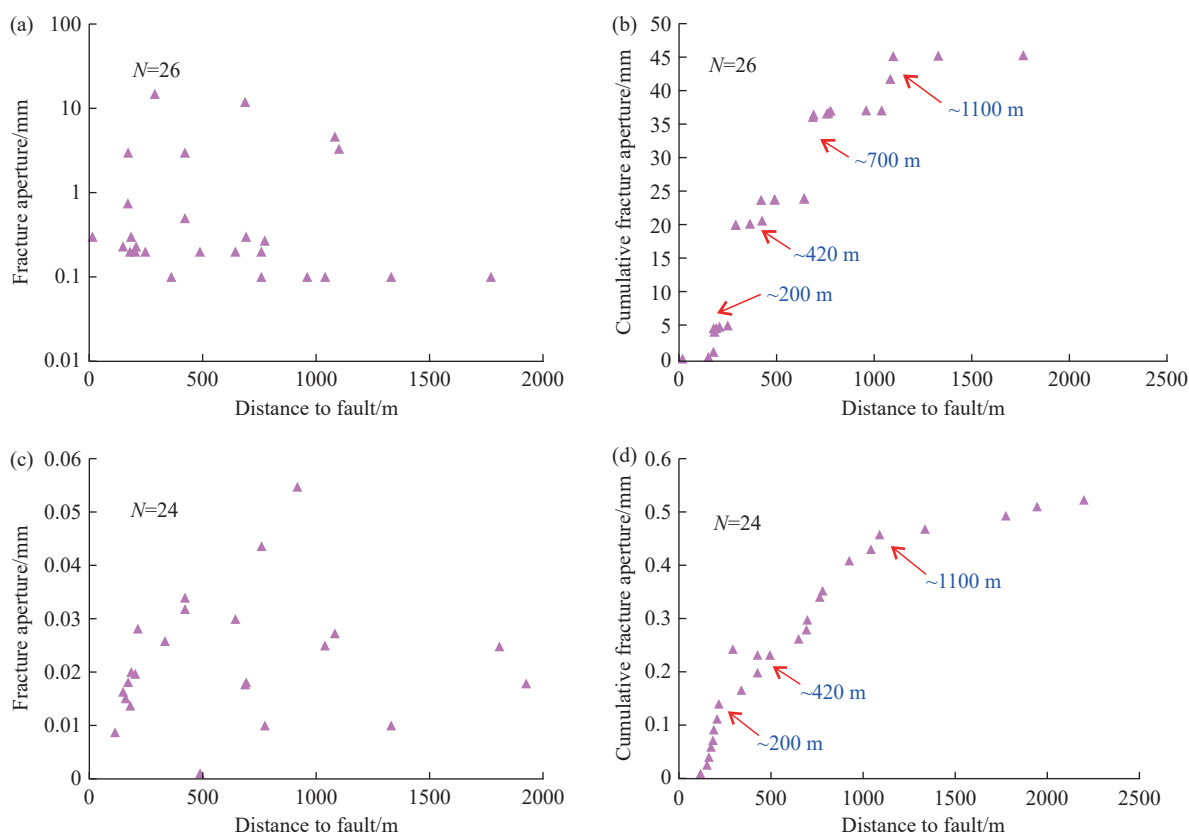 (a)
100
10
1
0.1
0.01
Fracture aperture/mm
N=26
0
500
1000
1500
2000
Distance to fault/m
(b)
50
45
40
35
30
25
20
15
10
5
0
Cumulative fracture aperture/mm
N=26
~1100 m
~700 m
~420 m
~200 m
0
500
1000
1500
2000
2500
Distance to fault/m
(c)
0.06
0.05
0.04
0.03
0.02
0.01
0
Fracture aperture/mm
N=24
0
500
1000
1500
2000
Distance to fault/m
(d)
0.6
0.5
0.4
0.3
0.2
0.1
0
Cumulative fracture aperture/mm
N=24
~1100 m
~420 m
~200 m
0
500
1000
1500
2000
2500
Distance to fault/m